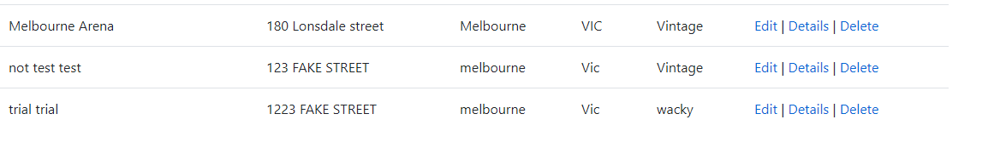 Melbourne Arena 180 Lonsdale street Melbourne VIC Vintage Edit | Details | Delete
not test test 123 FAKE STREET melbourne Vic Vintage Edit | Details | Delete
trial trial 1223 FAKE STREET melbourne Vic wacky Edit | Details | Delete